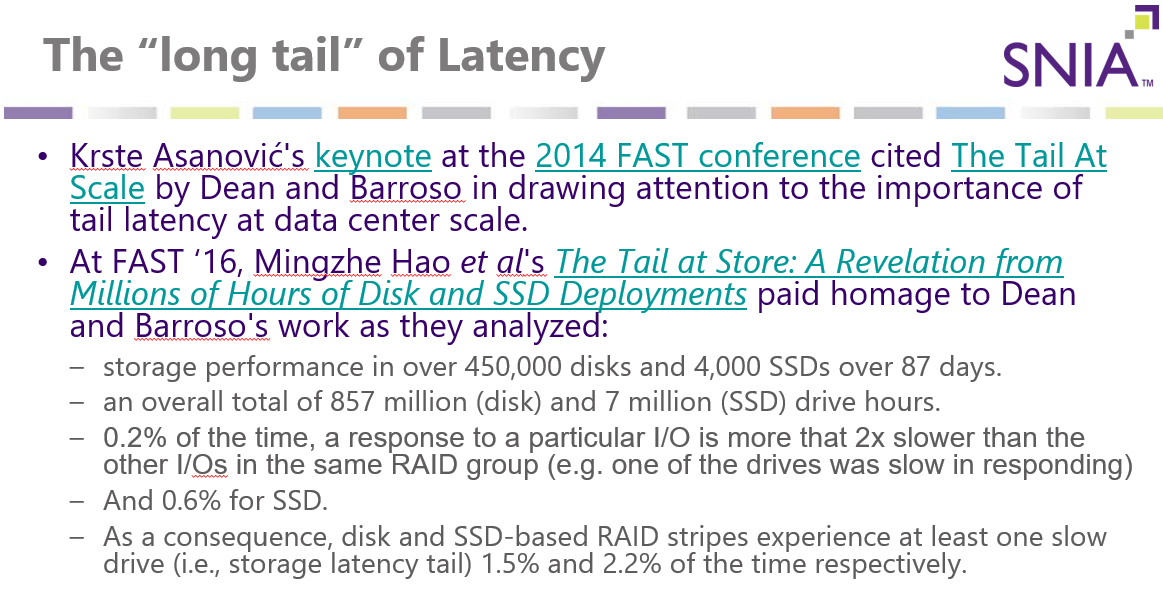 The “long tail” of Latency
SNIA™
• Krste Asanović's keynote at the 2014 FAST conference cited The Tail At
Scale by Dean and Barroso in drawing attention to the importance of
tail latency at data center scale.
• At FAST ‘16, Mingzhe Hao et al's The Tail at Store: A Revelation from
Millions of Hours of Disk and SSD Deployments paid homage to Dean
and Barroso's work as they analyzed:
– storage performance in over 450,000 disks and 4,000 SSDs over 87 days.
– an overall total of 857 million (disk) and 7 million (SSD) drive hours.
– 0.2% of the time, a response to a particular I/O is more that 2x slower than the
other I/Os in the same RAID group (e.g. one of the drives was slow in responding)
– And 0.6% for SSD.
– As a consequence, disk and SSD-based RAID stripes experience at least one slow
drive (i.e., storage latency tail) 1.5% and 2.2% of the time respectively.